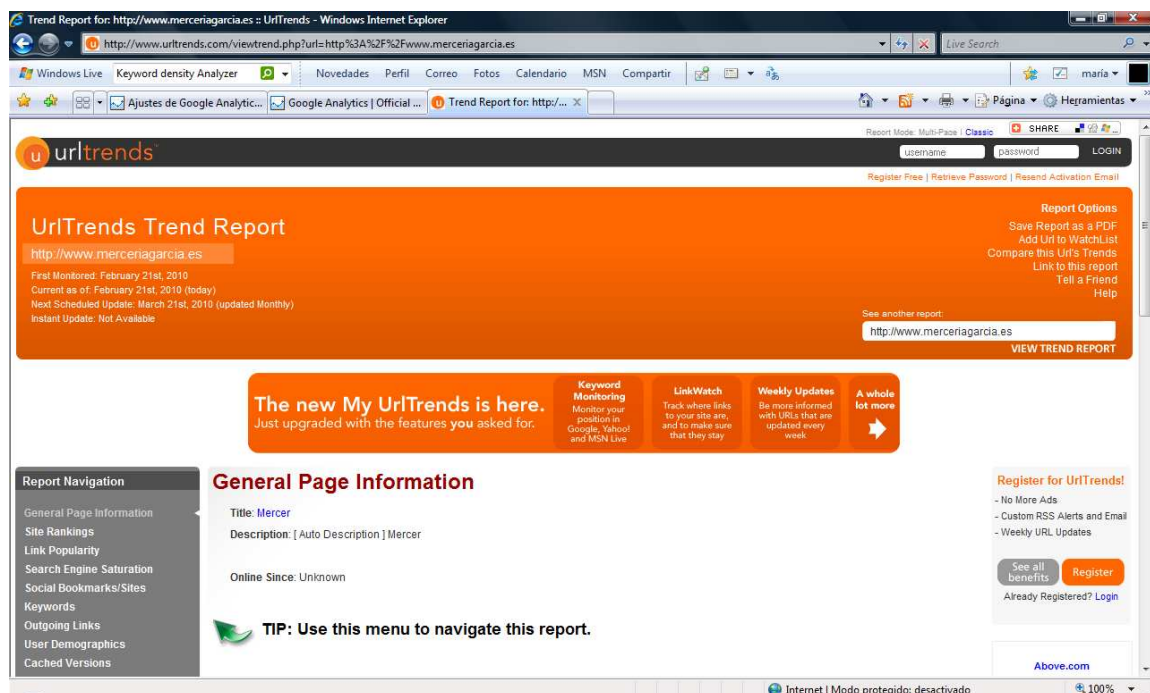 Trend Report for: http://www.merceriagarcia.es :: UrlTrends - Windows Internet Explorer
http://www.urltrends.com/viewtrend.php?url=http%3A%2F%2Fwww.merceriagarcia.es
Live Search
Windows Live
Keyword density Analyzer
Novedades Perfil Correo Fotos Calendario MSN Compartir
maría
Ajustes de Google Analytic...
Google Analytics | Official ...
Trend Report for: http:/...
Página
Herramientas
Report Mode: Multi-Page | Classic
SHARE
urltrends
username
password
LOGIN
Register Free | Retrieve Password | Resend Activation Email
UrlTrends Trend Report
http://www.merceriagarcia.es
First Monitored: February 21st, 2010
Current as of: February 21st, 2010 (today)
Next Scheduled Update: March 21st, 2010 (updated Monthly)
Instant Update: Not Available
Report Options
Save Report as a PDF
Add Url to WatchList
Compare this Url's Trends
Link to this report
Tell a Friend
Help
See another report:
http://www.merceriagarcia.es
VIEW TREND REPORT
The new My UrlTrends is here.
Just upgraded with the features you asked for.
Keyword
Monitoring
Monitor your
position in
Google, Yahoo!
and MSN Live
LinkWatch
Track where links
to your site are,
and to make sure
that they stay
Weekly Updates
Be more informed
with URLs that are
updated every
week
A whole
lot more
Report Navigation
General Page Information
Site Rankings
Link Popularity
Search Engine Saturation
Social Bookmarks/Sites
Keywords
Outgoing Links
User Demographics
Cached Versions
General Page Information
Title: Mercer
Description: [ Auto Description ] Mercer
Online Since: Unknown
TIP: Use this menu to navigate this report.
Register for UrlTrends!
- No More Ads
- Custom RSS Alerts and Email
- Weekly URL Updates
See all
benefits
Register
Already Registered? Login
Above.com
Internet | Modo protegido: desactivado
100%